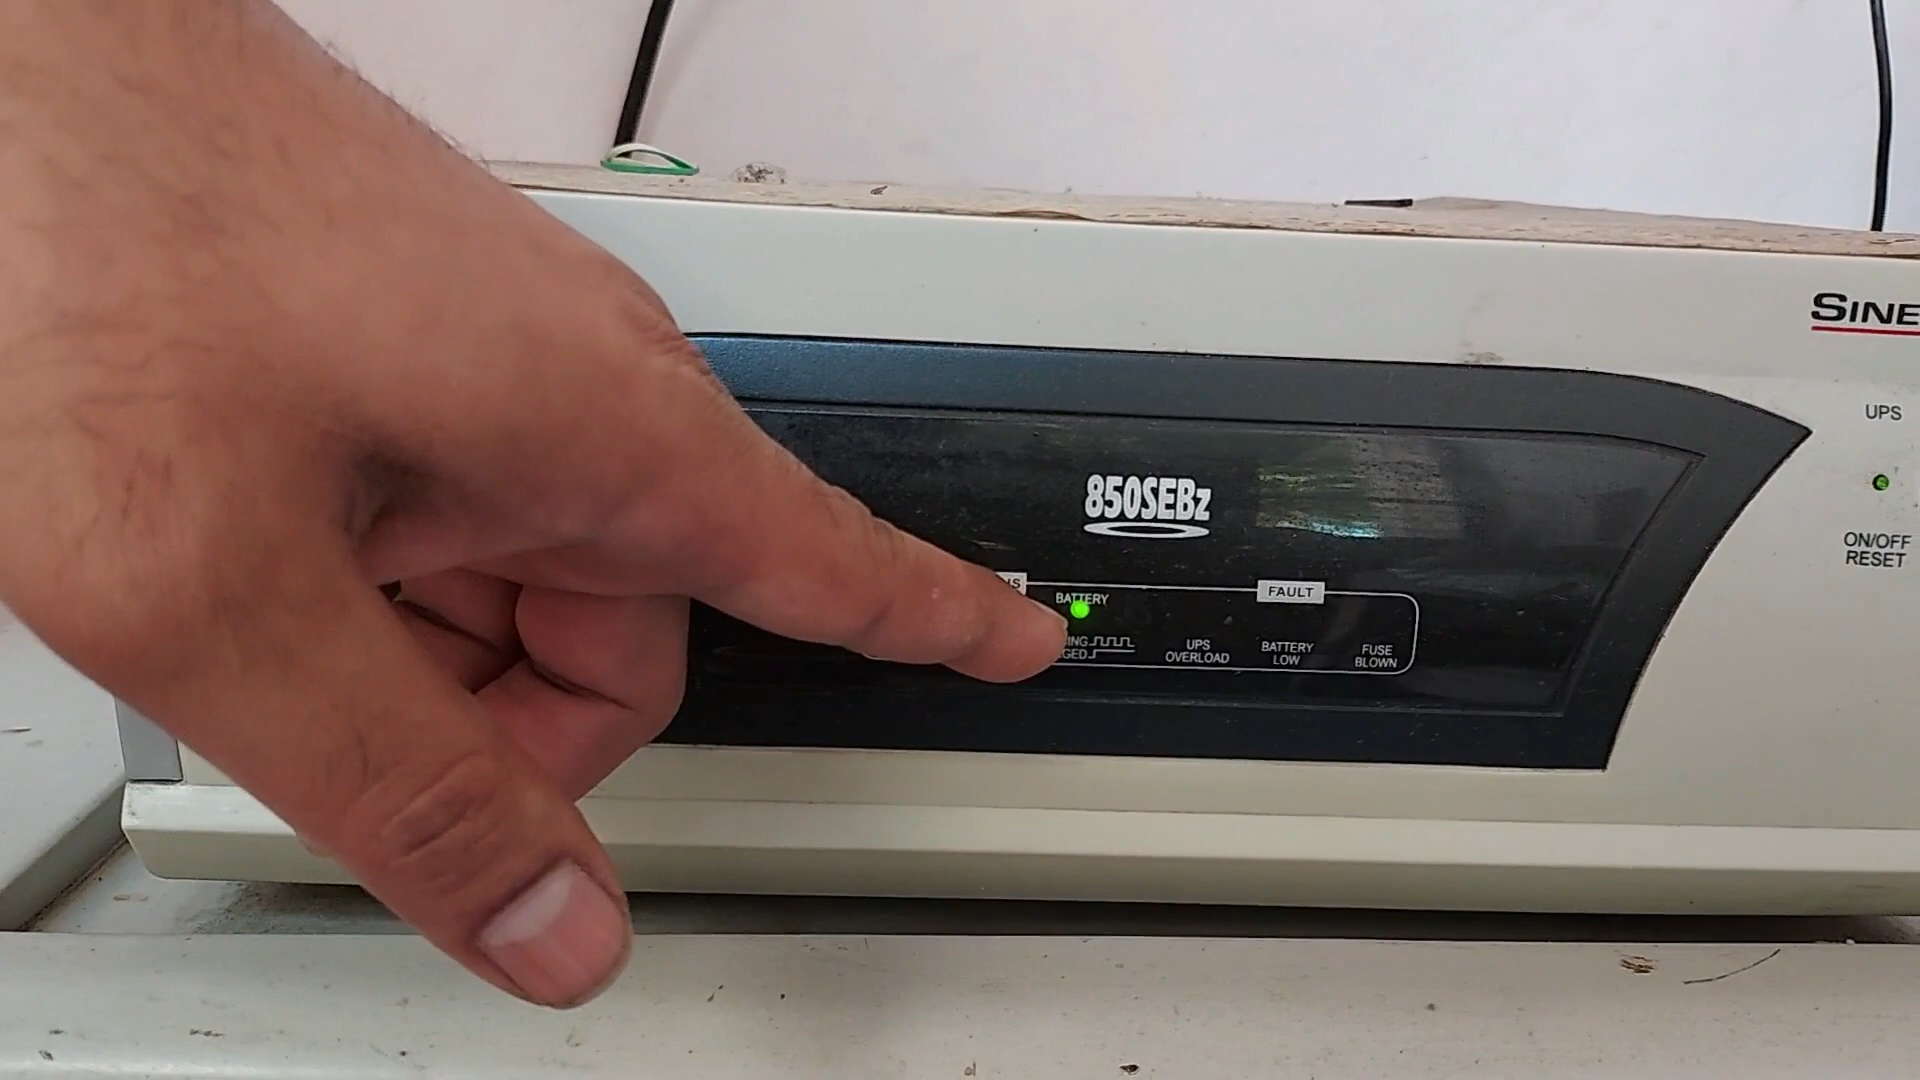 SINE
UPS
850SEBz
ON/OFF
RESET
BATTERY
FAULT
UPS
OVERLOAD
BATTERY
LOW
FUSE
BLOWN